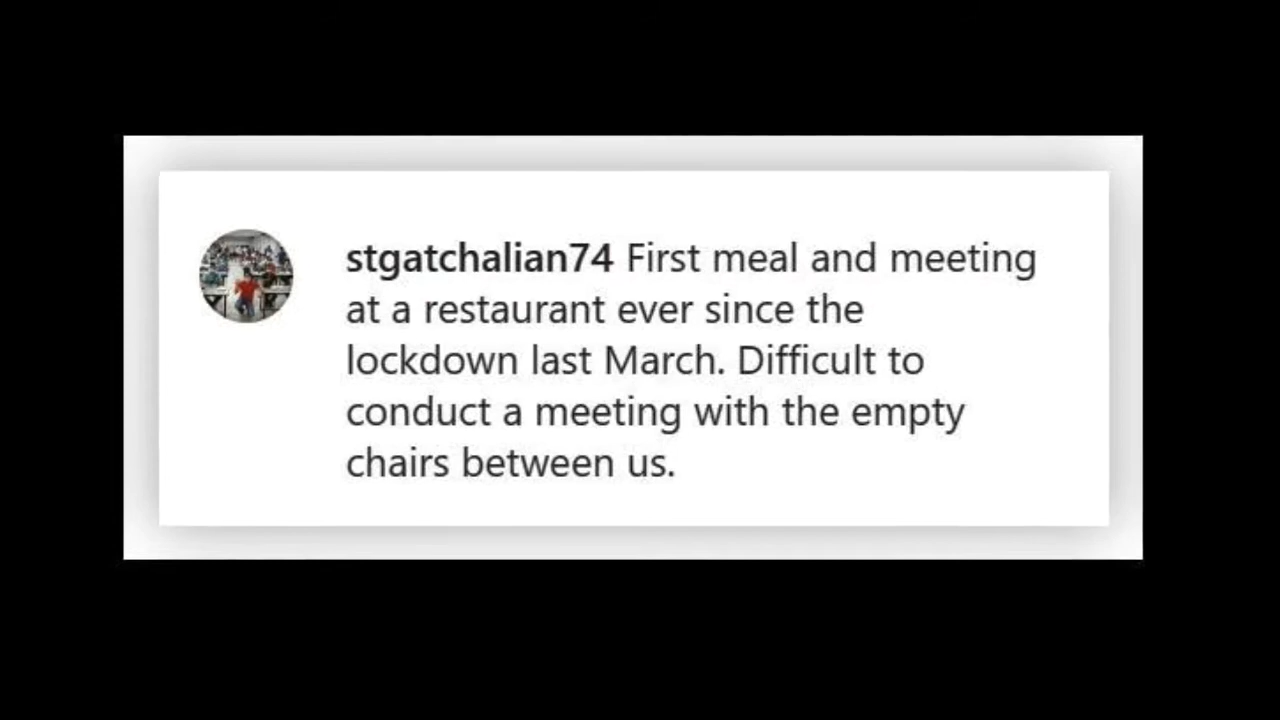 stgatchalian74 First meal and meeting
at a restaurant ever since the
lockdown last March. Difficult to
conduct a meeting with the empty
chairs between us.